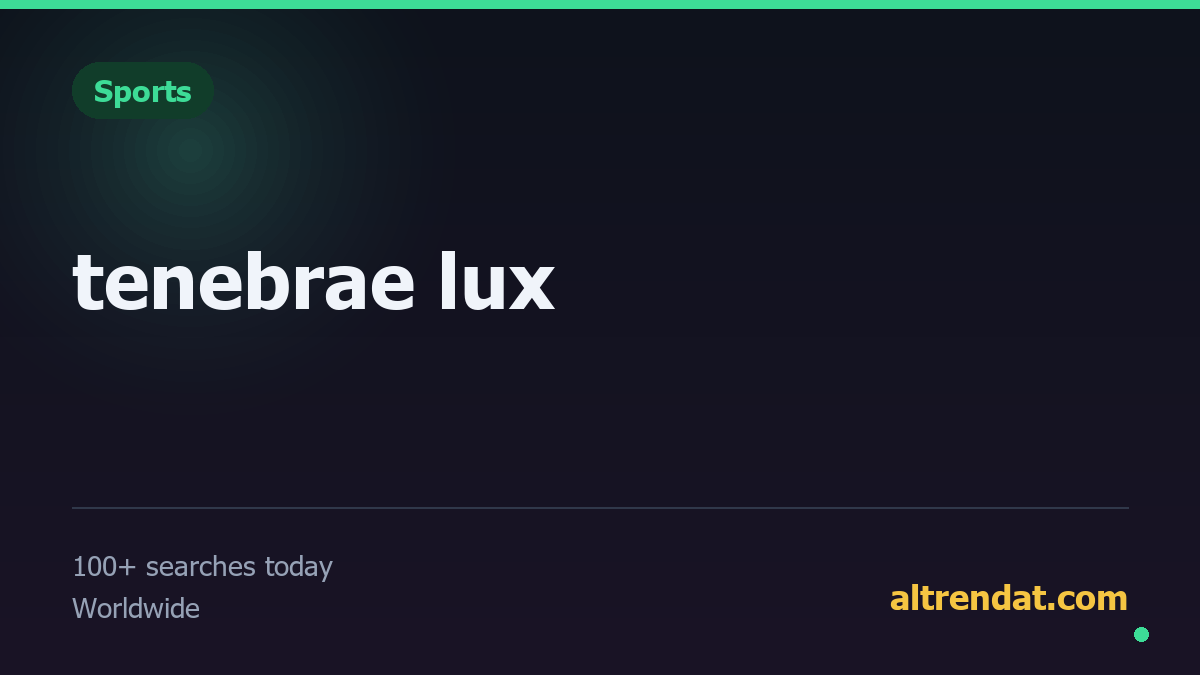 Sports
tenebrae lux
100+ searches today
Worldwide
altrendat.com